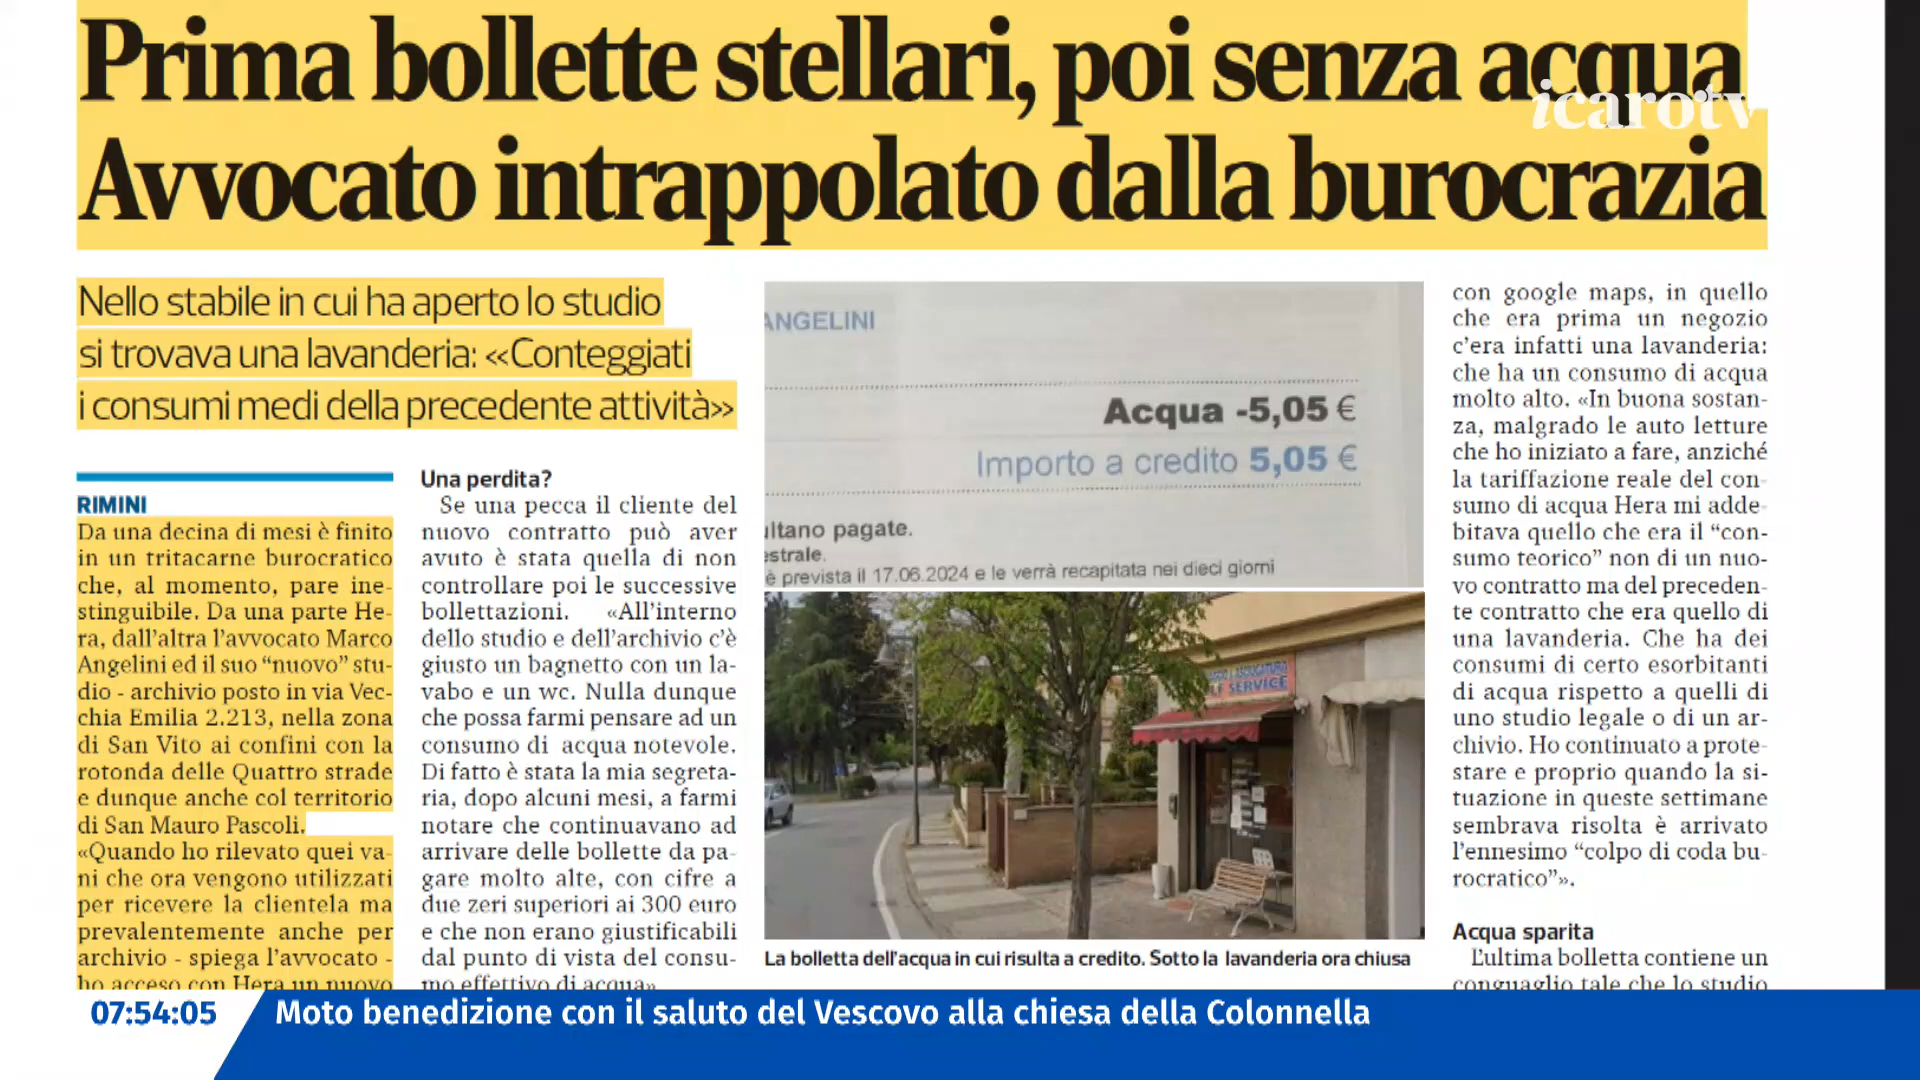 Prima bollette stellari, poi senza acqua
Avvocato intrappolato dalla burocrazia
icarotv
Nello stabile in cui ha aperto lo studio
si trovava una lavanderia: «Conteggiati
i consumi medi della precedente attività»
RIMINI
Da una decina di mesi è finito
in un tritacarne burocratico
che, al momento, pare ine-
stinguibile. Da una parte He-
ra, dall’altra l’avvocato Marco
Angelini ed il suo “nuovo” stu-
dio - archivio posto in via Vec-
chia Emilia 2.213, nella zona
di San Vito ai confini con la
rotonda delle Quattro strade
e dunque anche col territorio
di San Mauro Pascoli.
«Quando ho rilevato quei va-
ni che ora vengono utilizzati
per ricevere la clientela ma
prevalentemente anche per
archivio - spiega l’avvocato -
ho acceso con Hera un nuovo
Una perdita?
Se una pecca il cliente del
nuovo contratto può aver
avuto è stata quella di non
controllare poi le successive
bollettazioni. «All’interno
dello studio e dell’archivio c’è
giusto un bagnetto con un la-
vabo e un wc. Nulla dunque
che possa farmi pensare ad un
consumo di acqua notevole.
Di fatto è stata la mia segreta-
ria, dopo alcuni mesi, a farmi
notare che continuavano ad
arrivare delle bollette da pa-
gare molto alte, con cifre a
due zeri superiori ai 300 euro
e che non erano giustificabili
dal punto di vista del consu-
mo effettivo di acqua».
ANGELINI
Acqua -5,05 €
Importo a credito 5,05 €
ultano pagate.
estrale.
è prevista il 17.06.2024 e le verrà recapitata nei dieci giorni
LF SERVICE
La bolletta dell’acqua in cui risulta a credito. Sotto la lavanderia ora chiusa
con google maps, in quello
che era prima un negozio
c’era infatti una lavanderia:
che ha un consumo di acqua
molto alto. «In buona sostan-
za, malgrado le auto letture
che ho iniziato a fare, anziché
la tariffazione reale del con-
sumo di acqua Hera mi adde-
bitava quello che era il “con-
sumo teorico” non di un nuo-
vo contratto ma del preceden-
te contratto che era quello di
una lavanderia. Che ha dei
consumi di certo esorbitanti
di acqua rispetto a quelli di
uno studio legale o di un ar-
chivio. Ho continuato a prote-
stare e proprio quando la si-
tuazione in queste settimane
sembrava risolta è arrivato
l’ennesimo “colpo di coda bu-
rocratico”».
Acqua sparita
L’ultima bolletta contiene un
conguaglio tale che lo studio
07:54:05
Moto benedizione con il saluto del Vescovo alla chiesa della Colonnella